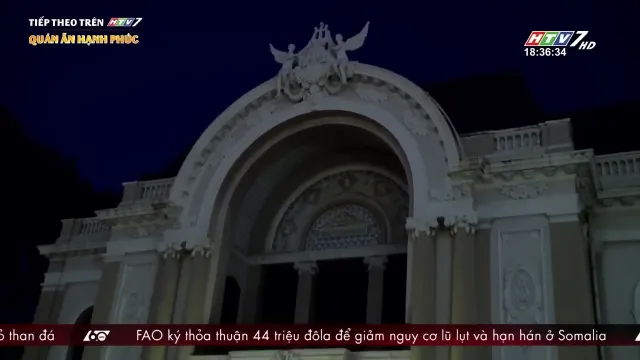 TIẾP THEO TRÊN HTV7
QUÁN ĂN HẠNH PHÚC
HTV7 HD
18:36:34
than đá
FAO ký thỏa thuận 44 triệu đôla để giảm nguy cơ lũ lụt và hạn hán ở Somalia